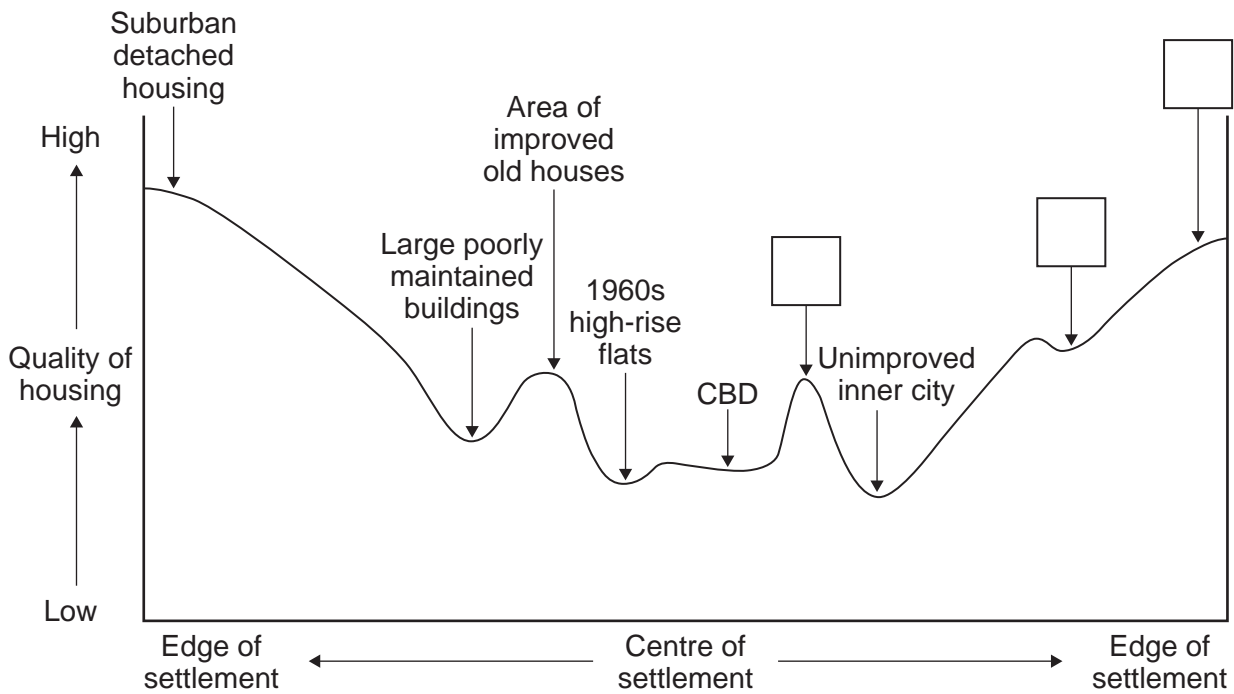 Suburban
detached
housing
Area of
improved
old houses
High
Large poorly
maintained
buildings
1960s
high-rise
flats
Quality of
housing
Unimproved
inner city
CBD
Low
Edge of
settlement
Centre of
settlement
Edge of
settlement